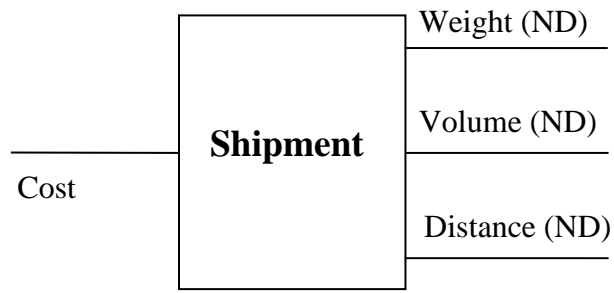 Weight (ND)
Shipment
Volume (ND)
Cost
Distance (ND)